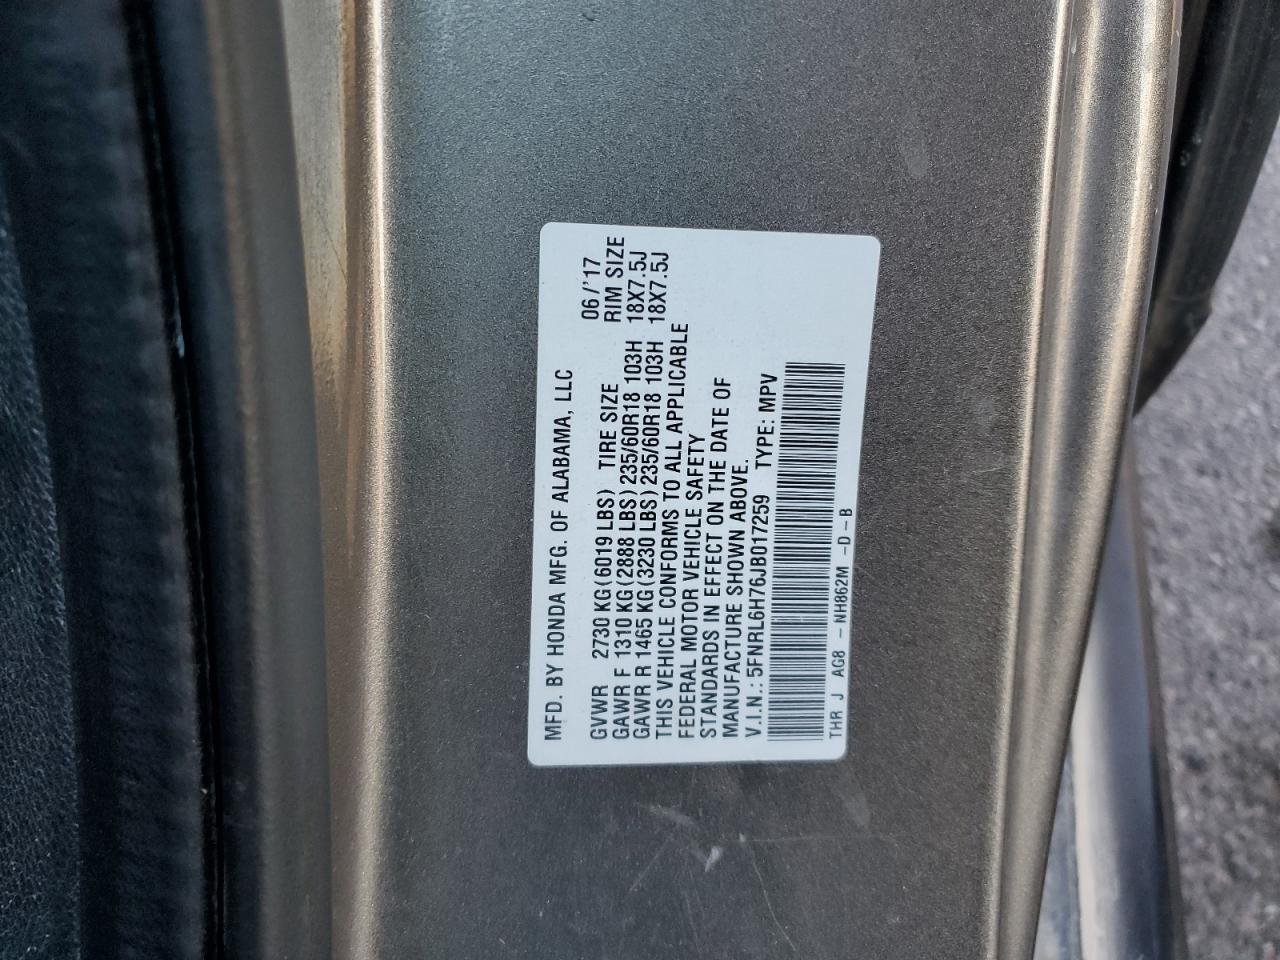 MFD. BY HONDA MFG. OF ALABAMA, LLC
06/'17
GVWR 2730 KG(6019 LBS) TIRE SIZE RIM SIZE
GAWR F 1310 KG(2888 LBS)235/60R18 103H 18X7.5J
GAWR R 1465 KG(3230 LBS)235/60R18 103H 18X7.5J
THIS VEHICLE CONFORMS TO ALL APPLICABLE
FEDERAL MOTOR VEHICLE SAFETY
STANDARDS IN EFFECT ON THE DATE OF
MANUFACTURE SHOWN ABOVE.
V.I.N.: 5FNRL6H76JB017259 TYPE: MPV
THR J AG8 - NH862M -D-B